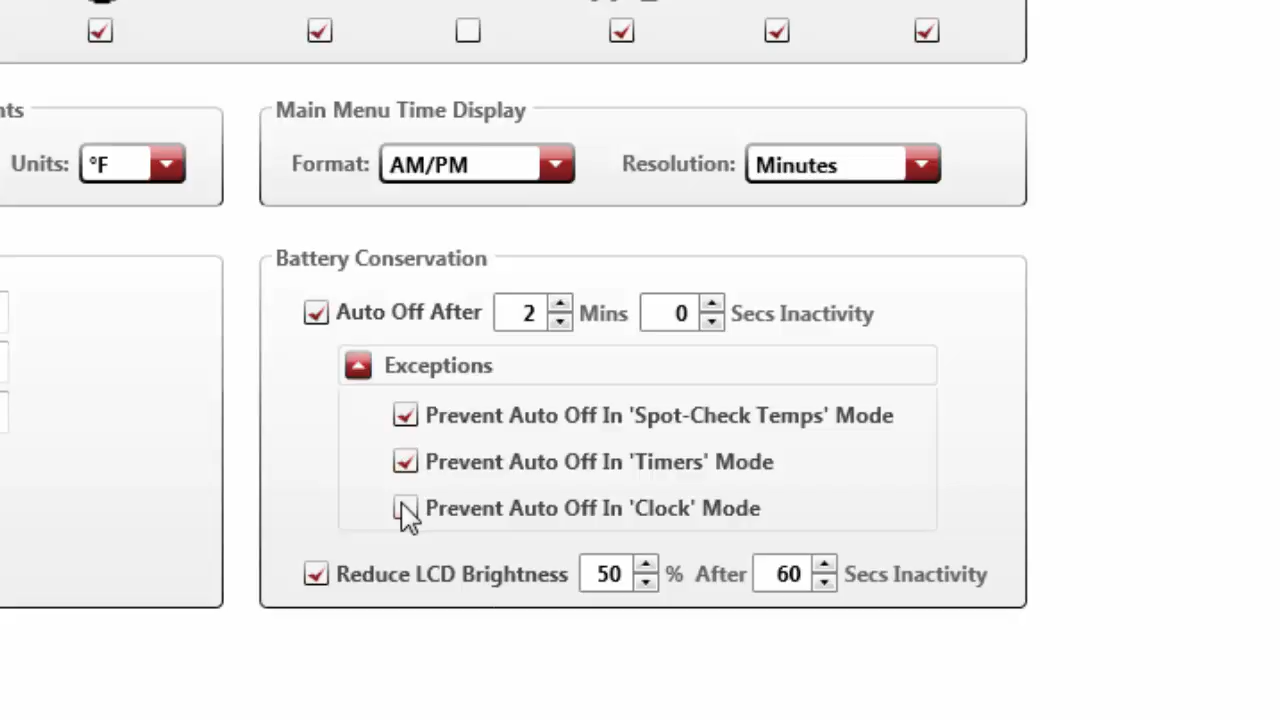 nts
Main Menu Time Display
Units: °F
Format: AM/PM
Resolution: Minutes
Battery Conservation
Auto Off After 2 Mins 0 Secs Inactivity
Exceptions
Prevent Auto Off In 'Spot-Check Temps' Mode
Prevent Auto Off In 'Timers' Mode
Prevent Auto Off In 'Clock' Mode
Reduce LCD Brightness 50 % After 60 Secs Inactivity